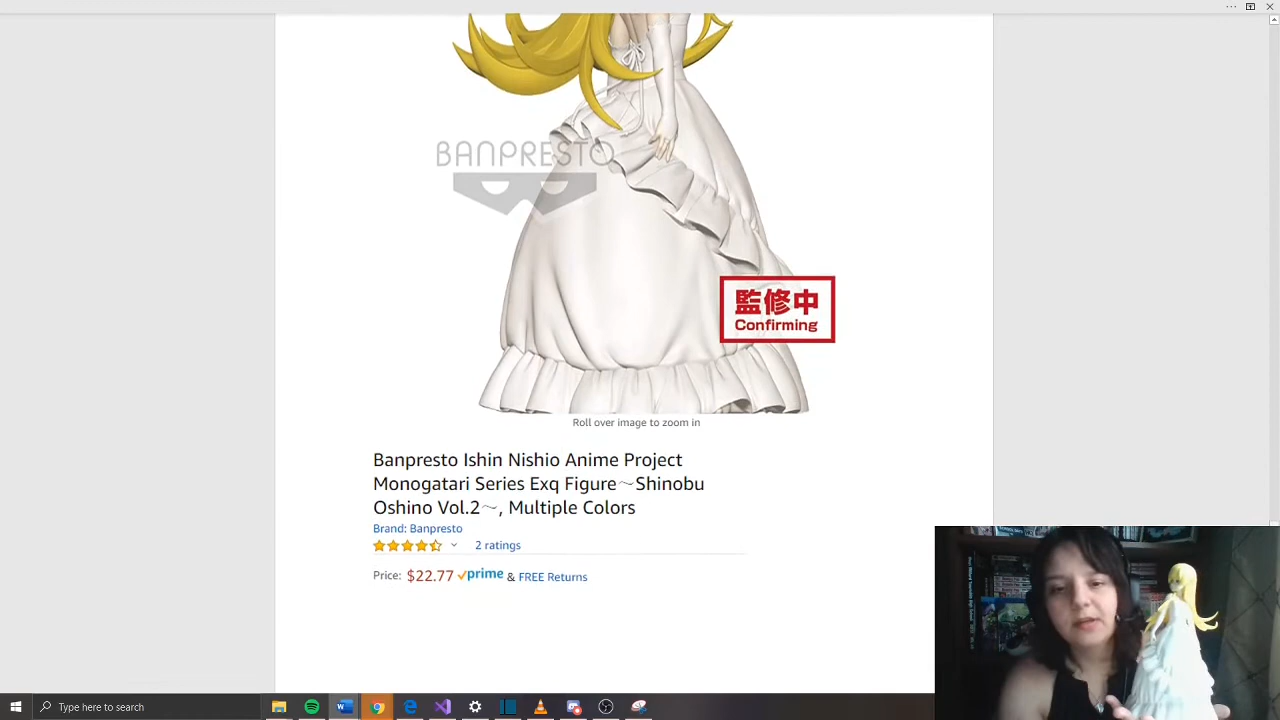 BANPRESTO
監修中
Confirming
Roll over image to zoom in
Banpresto Ishin Nishio Anime Project
Monogatari Series Exq Figure～Shinobu
Oshino Vol.2～, Multiple Colors
Brand: Banpresto
2 ratings
Price: $22.77 prime & FREE Returns
Type here to search